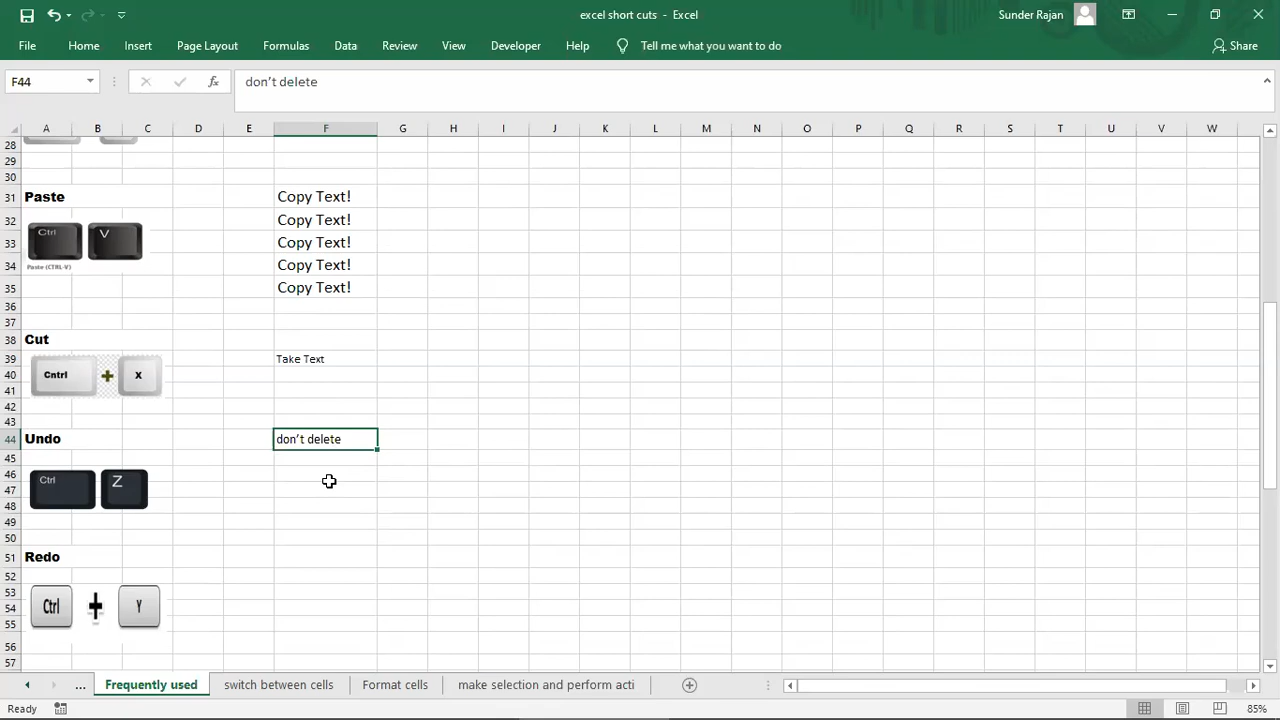 excel short cuts - Excel
Sunder Rajan
File Home Insert Page Layout Formulas Data Review View Developer Help Tell me what you want to do Share
F44 fx don't delete
A B C D E F G H I J K L M N O P Q R S T U V W
28
29
30
31 Paste Copy Text!
32 Copy Text!
33 Ctrl V Copy Text!
34 Paste (CTRL-V) Copy Text!
35 Copy Text!
36
37
38 Cut
39 Take Text
40 Cntrl + X
41
42
43
44 Undo don't delete
45
46 Ctrl Z
47
48
49
50
51 Redo
52
53
54 Ctrl + Y
55
56
57
... Frequently used switch between cells Format cells make selection and perform acti
Ready 85%